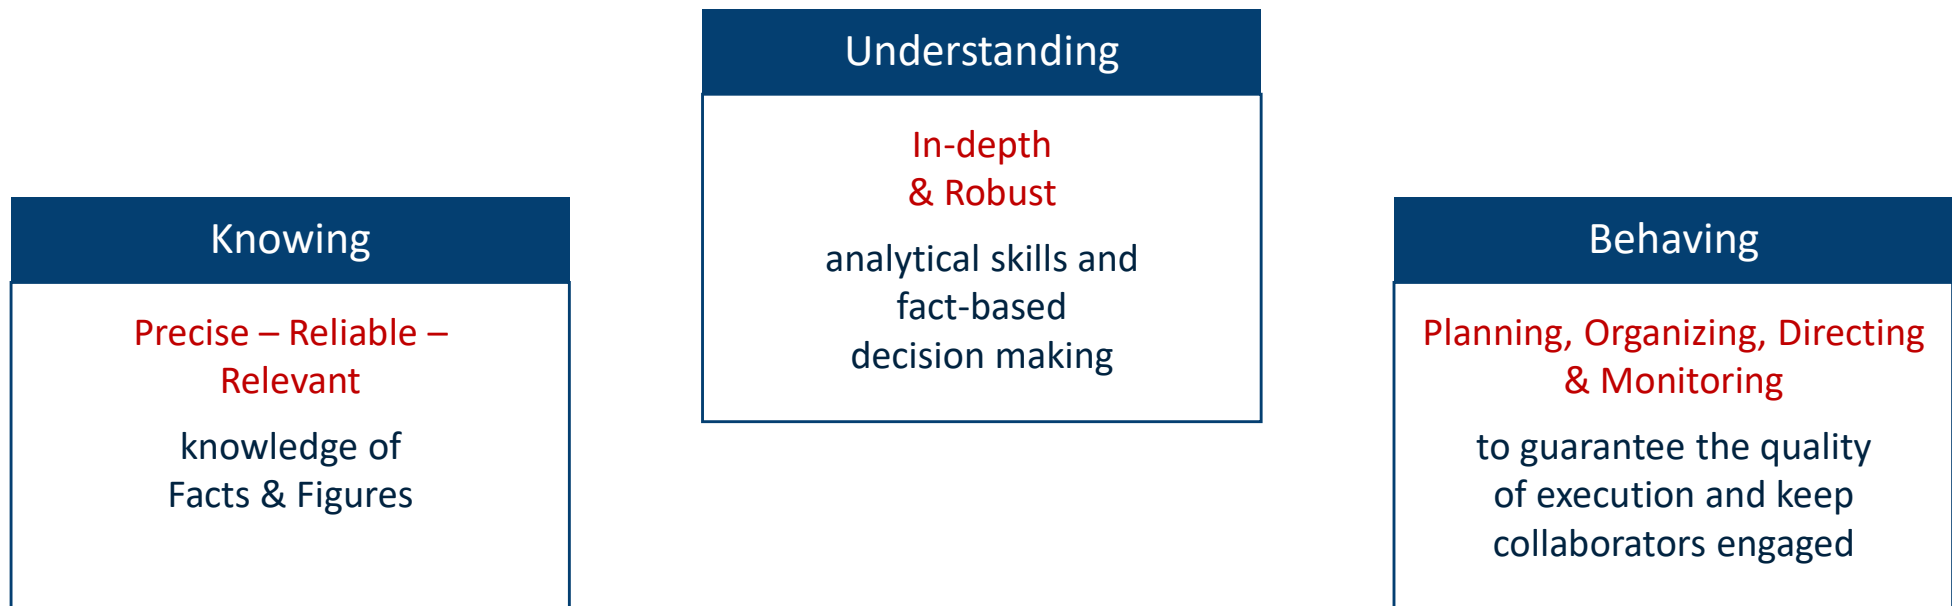 Knowing
Precise – Reliable –
Relevant
knowledge of
Facts & Figures
Understanding
In-depth
& Robust
analytical skills and
fact-based
decision making
Behaving
Planning, Organizing, Directing
& Monitoring
to guarantee the quality
of execution and keep
collaborators engaged